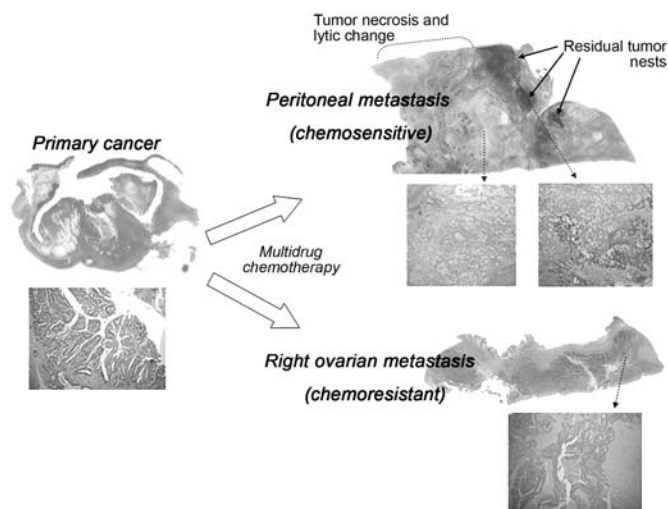 Tumor necrosis and
lytic change
Residual tumor
nests
Peritoneal metastasis
(chemosensitive)
Primary cancer
Multidrug
chemotherapy
Right ovarian metastasis
(chemoresistant)